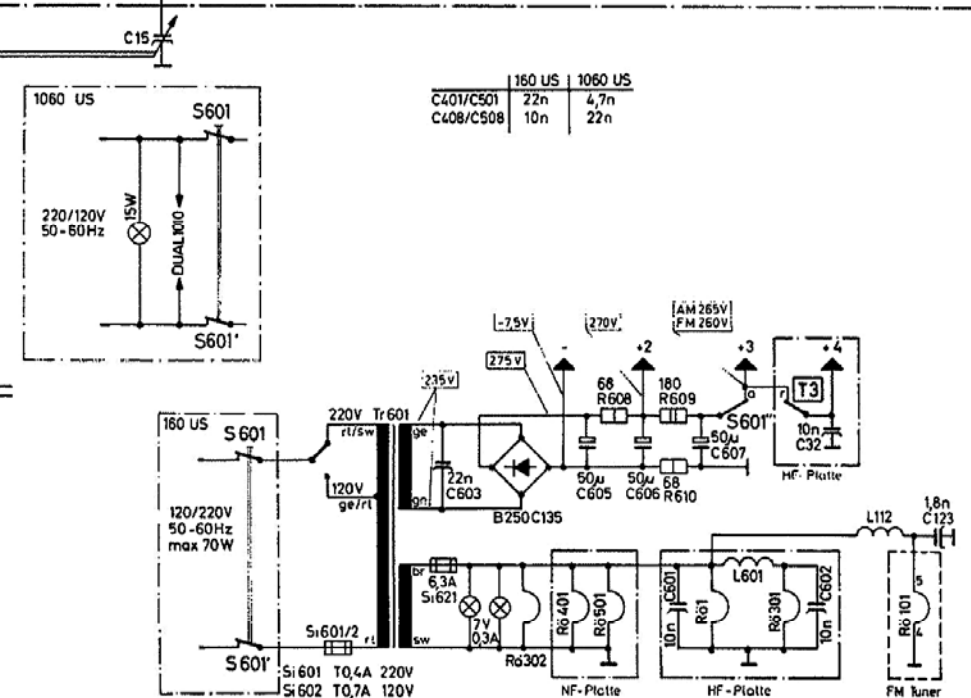 C15
160 US 1060 US
C401/C501 22n 4,7n
C408/C508 10n 22n
1060 US
S601
15W
DUAL1010
220/120V
50-60Hz
S601'
-7,5V
270V
AM 265V
FM 260V
275V
235V
- +2 +3 +4
68
R608
180
R609
a
r
T3
S601''
10n
C32
HF-Platte
50µ
C605
50µ
C606
68
R610
50µ
C607
160 US
S601
220V Tr601
rl/sw
ge
120V
ge/rl
gn
22n
C603
B250C135
120/220V
50-60Hz
max 70W
br
6,3A
Si621
7V
0,3A
Rö302
Rö401
Rö501
NF-Platte
C601
10n
Rö1
L601
Rö301
C602
10n
HF-Platte
L112
1,8n
C123
5
Rö101
4
FM Tuner
Si601/2
rl
sw
S601'
Si601 T0,4A 220V
Si602 T0,7A 120V